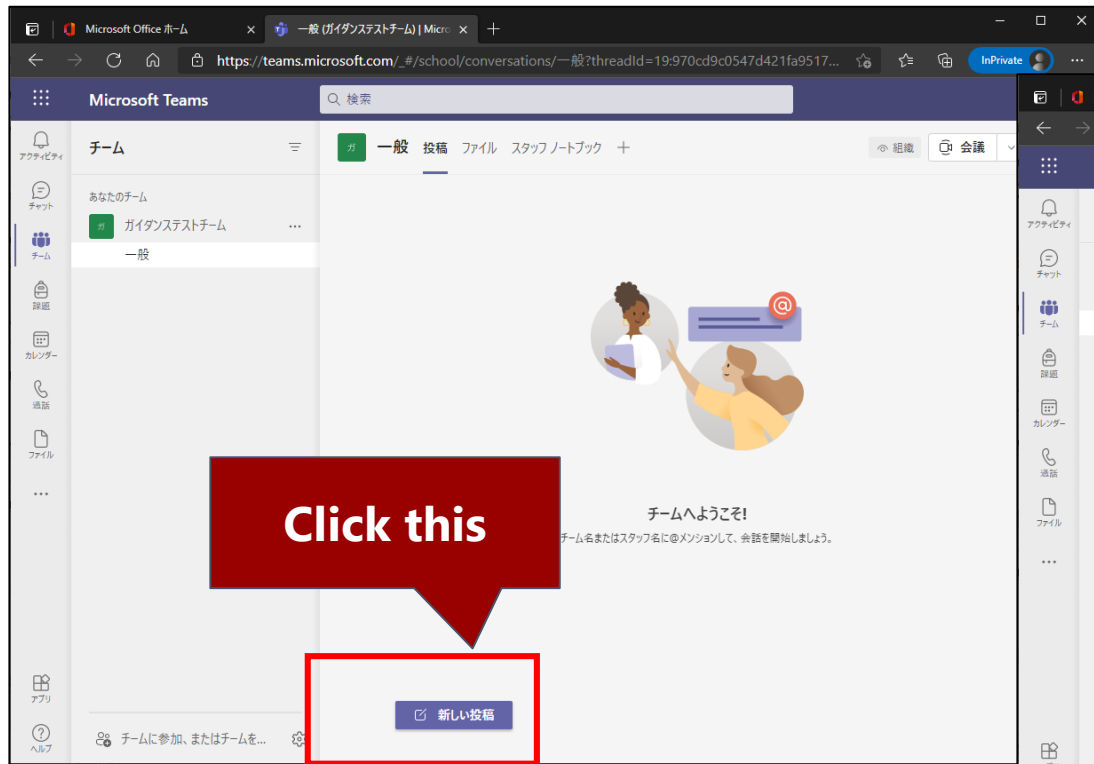 Microsoft Office ホーム
一般 (ガイダンステストチーム) | Micro
https://teams.microsoft.com/_#/school/conversations/一般?threadId=19:970cd9c0547d421fa9517...
InPrivate
Microsoft Teams
検索
アクティビティ
チャット
チーム
課題
カレンダー
通話
ファイル
アプリ
ヘルプ
チーム
あなたのチーム
ガ ガイダンステストチーム
一般
チームに参加、またはチームを...
ガ 一般 投稿 ファイル スタッフ ノートブック
組織 会議
@
チームへようこそ!
チーム名またはスタッフ名に@メンションして、会話を開始しましょう。
Click this
新しい投稿
アクティビティ
チャット
チーム
課題
カレンダー
通話
ファイル